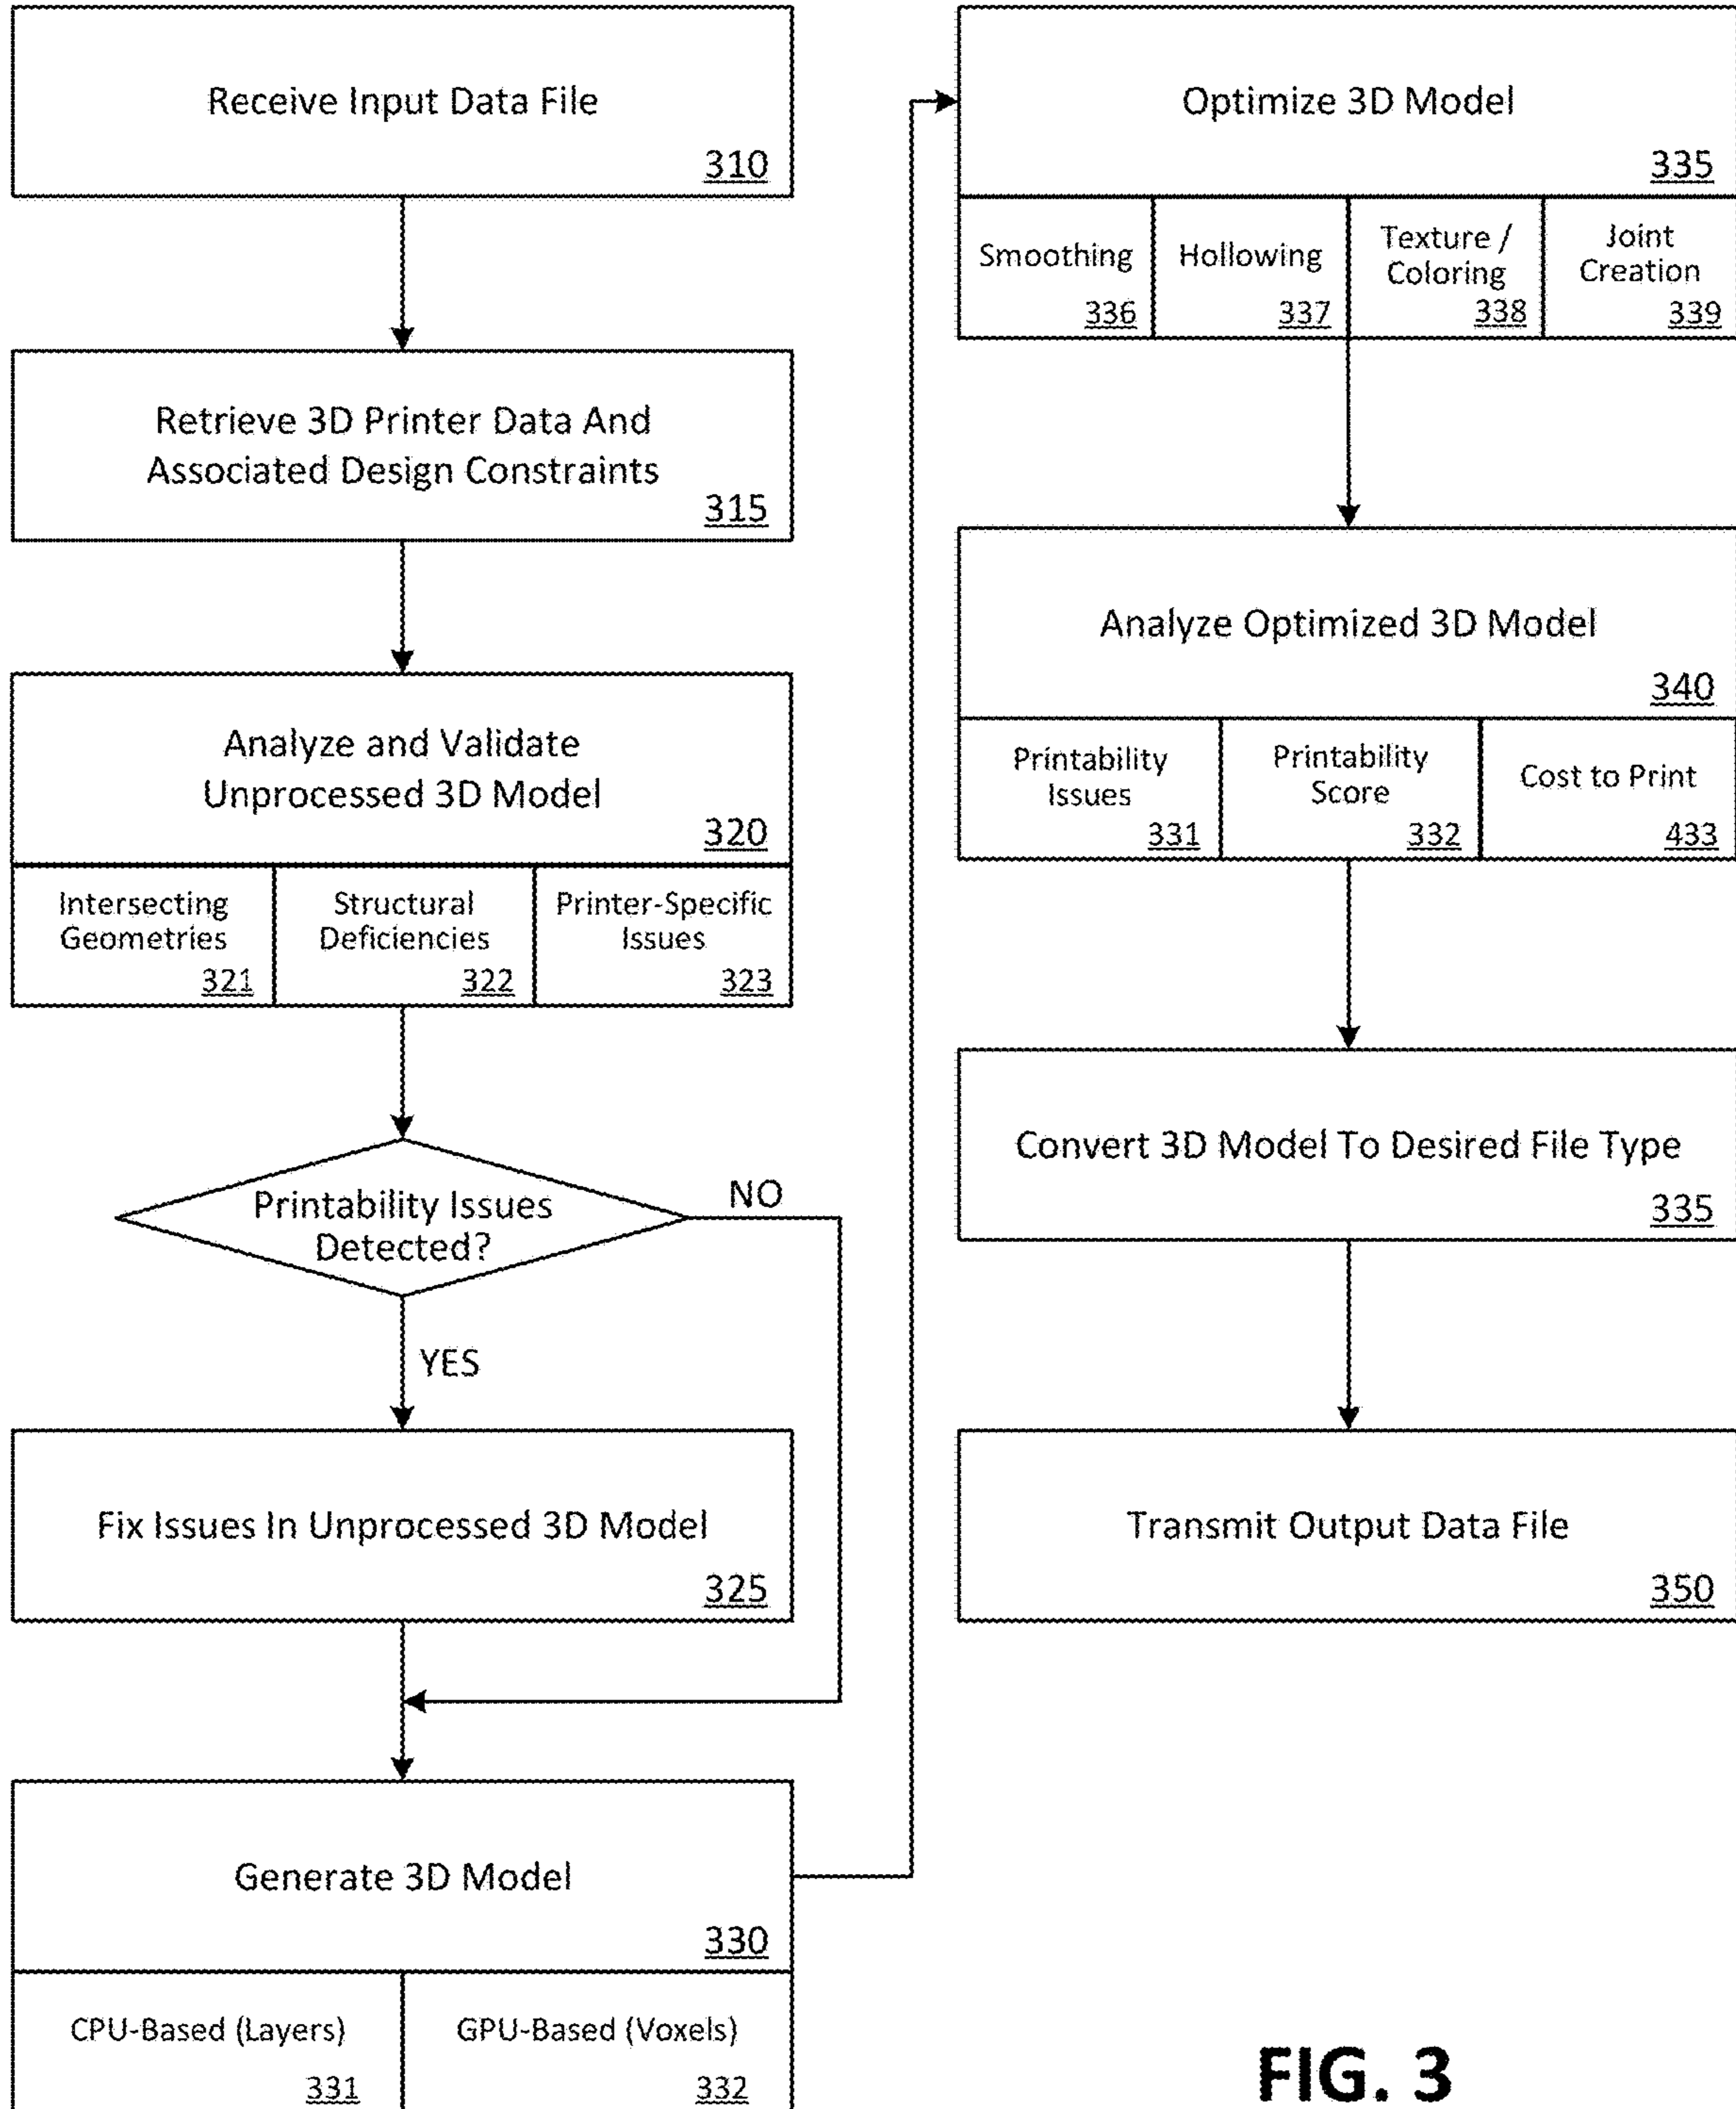 Receive Input Data File
310
Retrieve 3D Printer Data And
Associated Design Constraints
315
Analyze and Validate
Unprocessed 3D Model
320
Intersecting
Geometries
321
Structural
Deficiencies
322
Printer-Specific
Issues
323
Printability Issues
Detected?
NO
YES
Fix Issues In Unprocessed 3D Model
325
Generate 3D Model
330
CPU-Based (Layers)
331
GPU-Based (Voxels)
332
Optimize 3D Model
335
Smoothing
336
Hollowing
337
Texture /
Coloring
338
Joint
Creation
339
Analyze Optimized 3D Model
340
Printability
Issues
331
Printability
Score
332
Cost to Print
433
Convert 3D Model To Desired File Type
335
Transmit Output Data File
350
FIG. 3